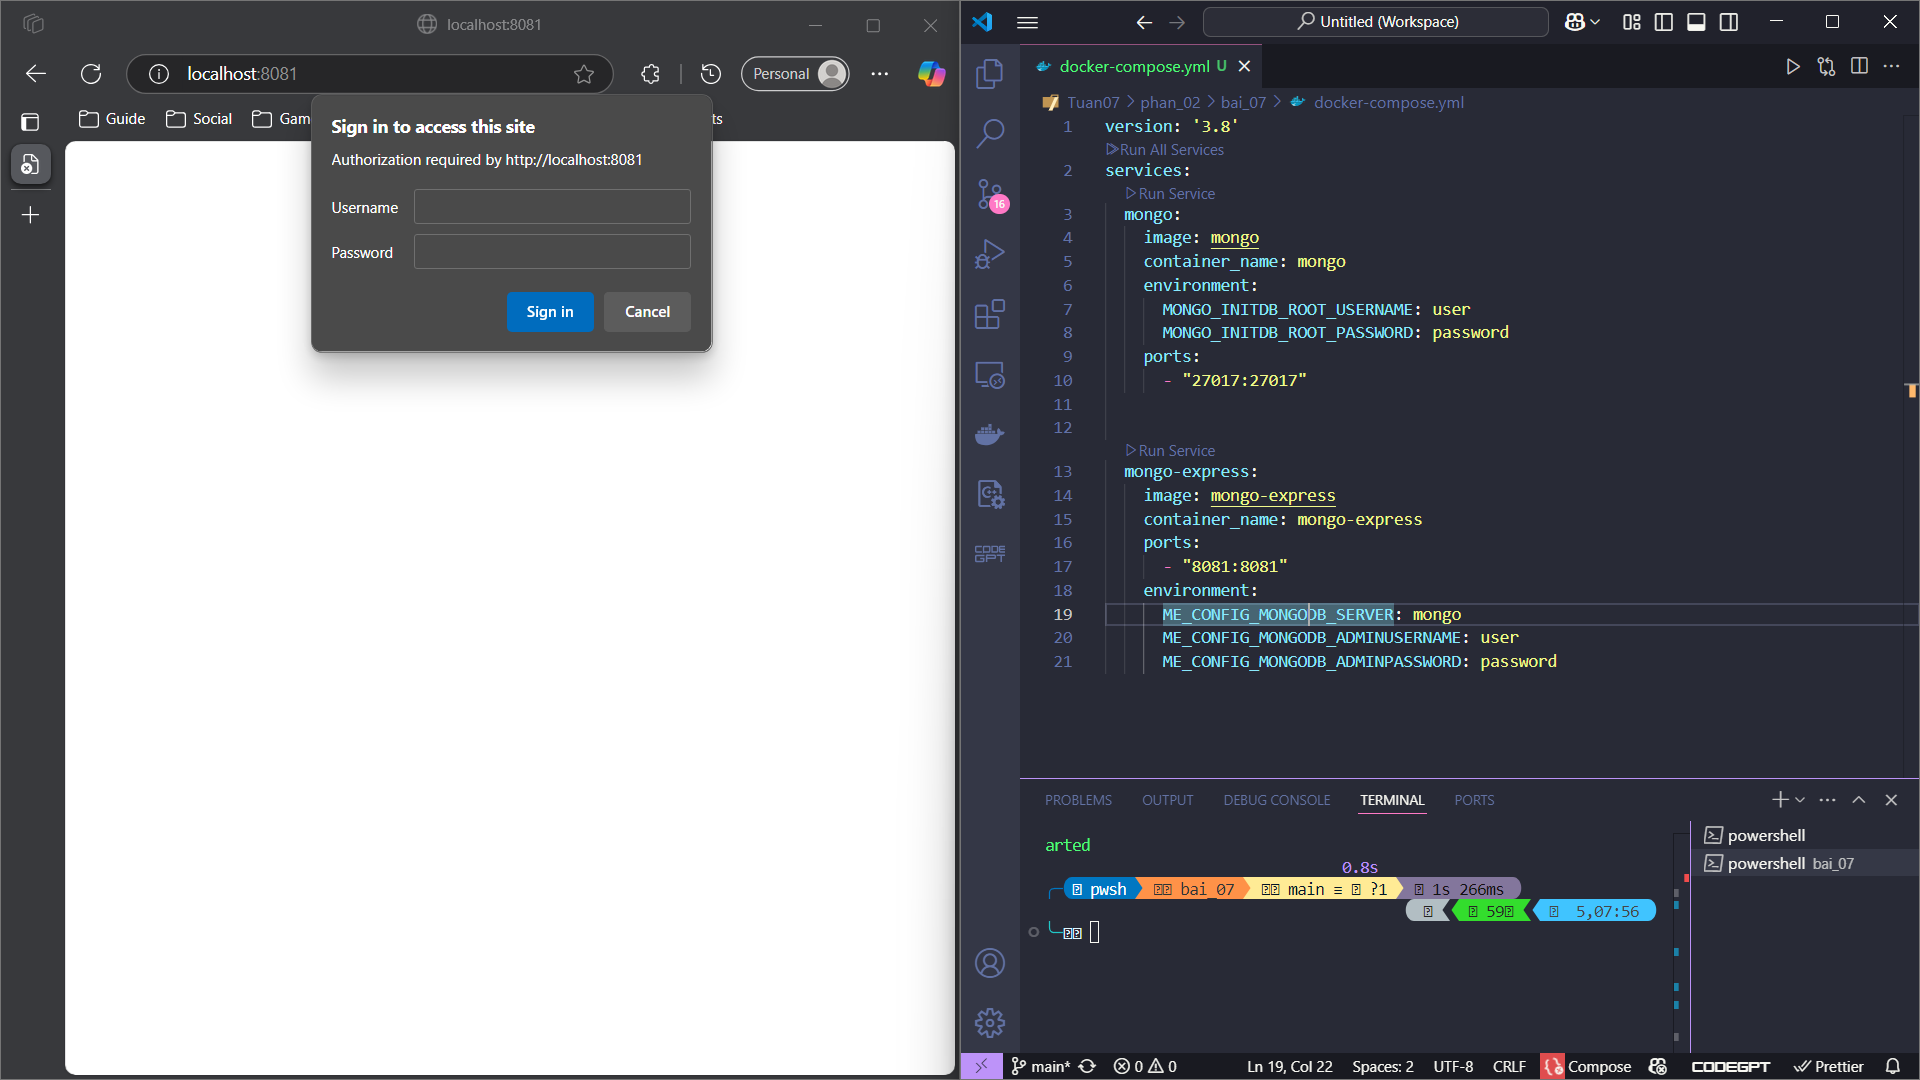 localhost:8081
localhost:8081
Personal
Guide
Social
Gam
ts
Sign in to access this site
Authorization required by http://localhost:8081
Username
Password
Sign in
Cancel
Untitled (Workspace)
docker-compose.yml U
Tuan07 > phan_02 > bai_07 > docker-compose.yml
1 version: '3.8'
Run All Services
2 services:
Run Service
3 mongo:
4 image: mongo
5 container_name: mongo
6 environment:
7 MONGO_INITDB_ROOT_USERNAME: user
8 MONGO_INITDB_ROOT_PASSWORD: password
9 ports:
10 - "27017:27017"
11
12
Run Service
13 mongo-express:
14 image: mongo-express
15 container_name: mongo-express
16 ports:
17 - "8081:8081"
18 environment:
19 ME_CONFIG_MONGODB_SERVER: mongo
20 ME_CONFIG_MONGODB_ADMINUSERNAME: user
21 ME_CONFIG_MONGODB_ADMINPASSWORD: password
16
CODE GPT
PROBLEMS
OUTPUT
DEBUG CONSOLE
TERMINAL
PORTS
arted
0.8s
pwsh bai_07 main ≡ ?1 1s 266ms
59 5,07:56
powershell
powershell bai_07
main*
0 0
Ln 19, Col 22
Spaces: 2
UTF-8
CRLF
Compose
CODEGPT
Prettier